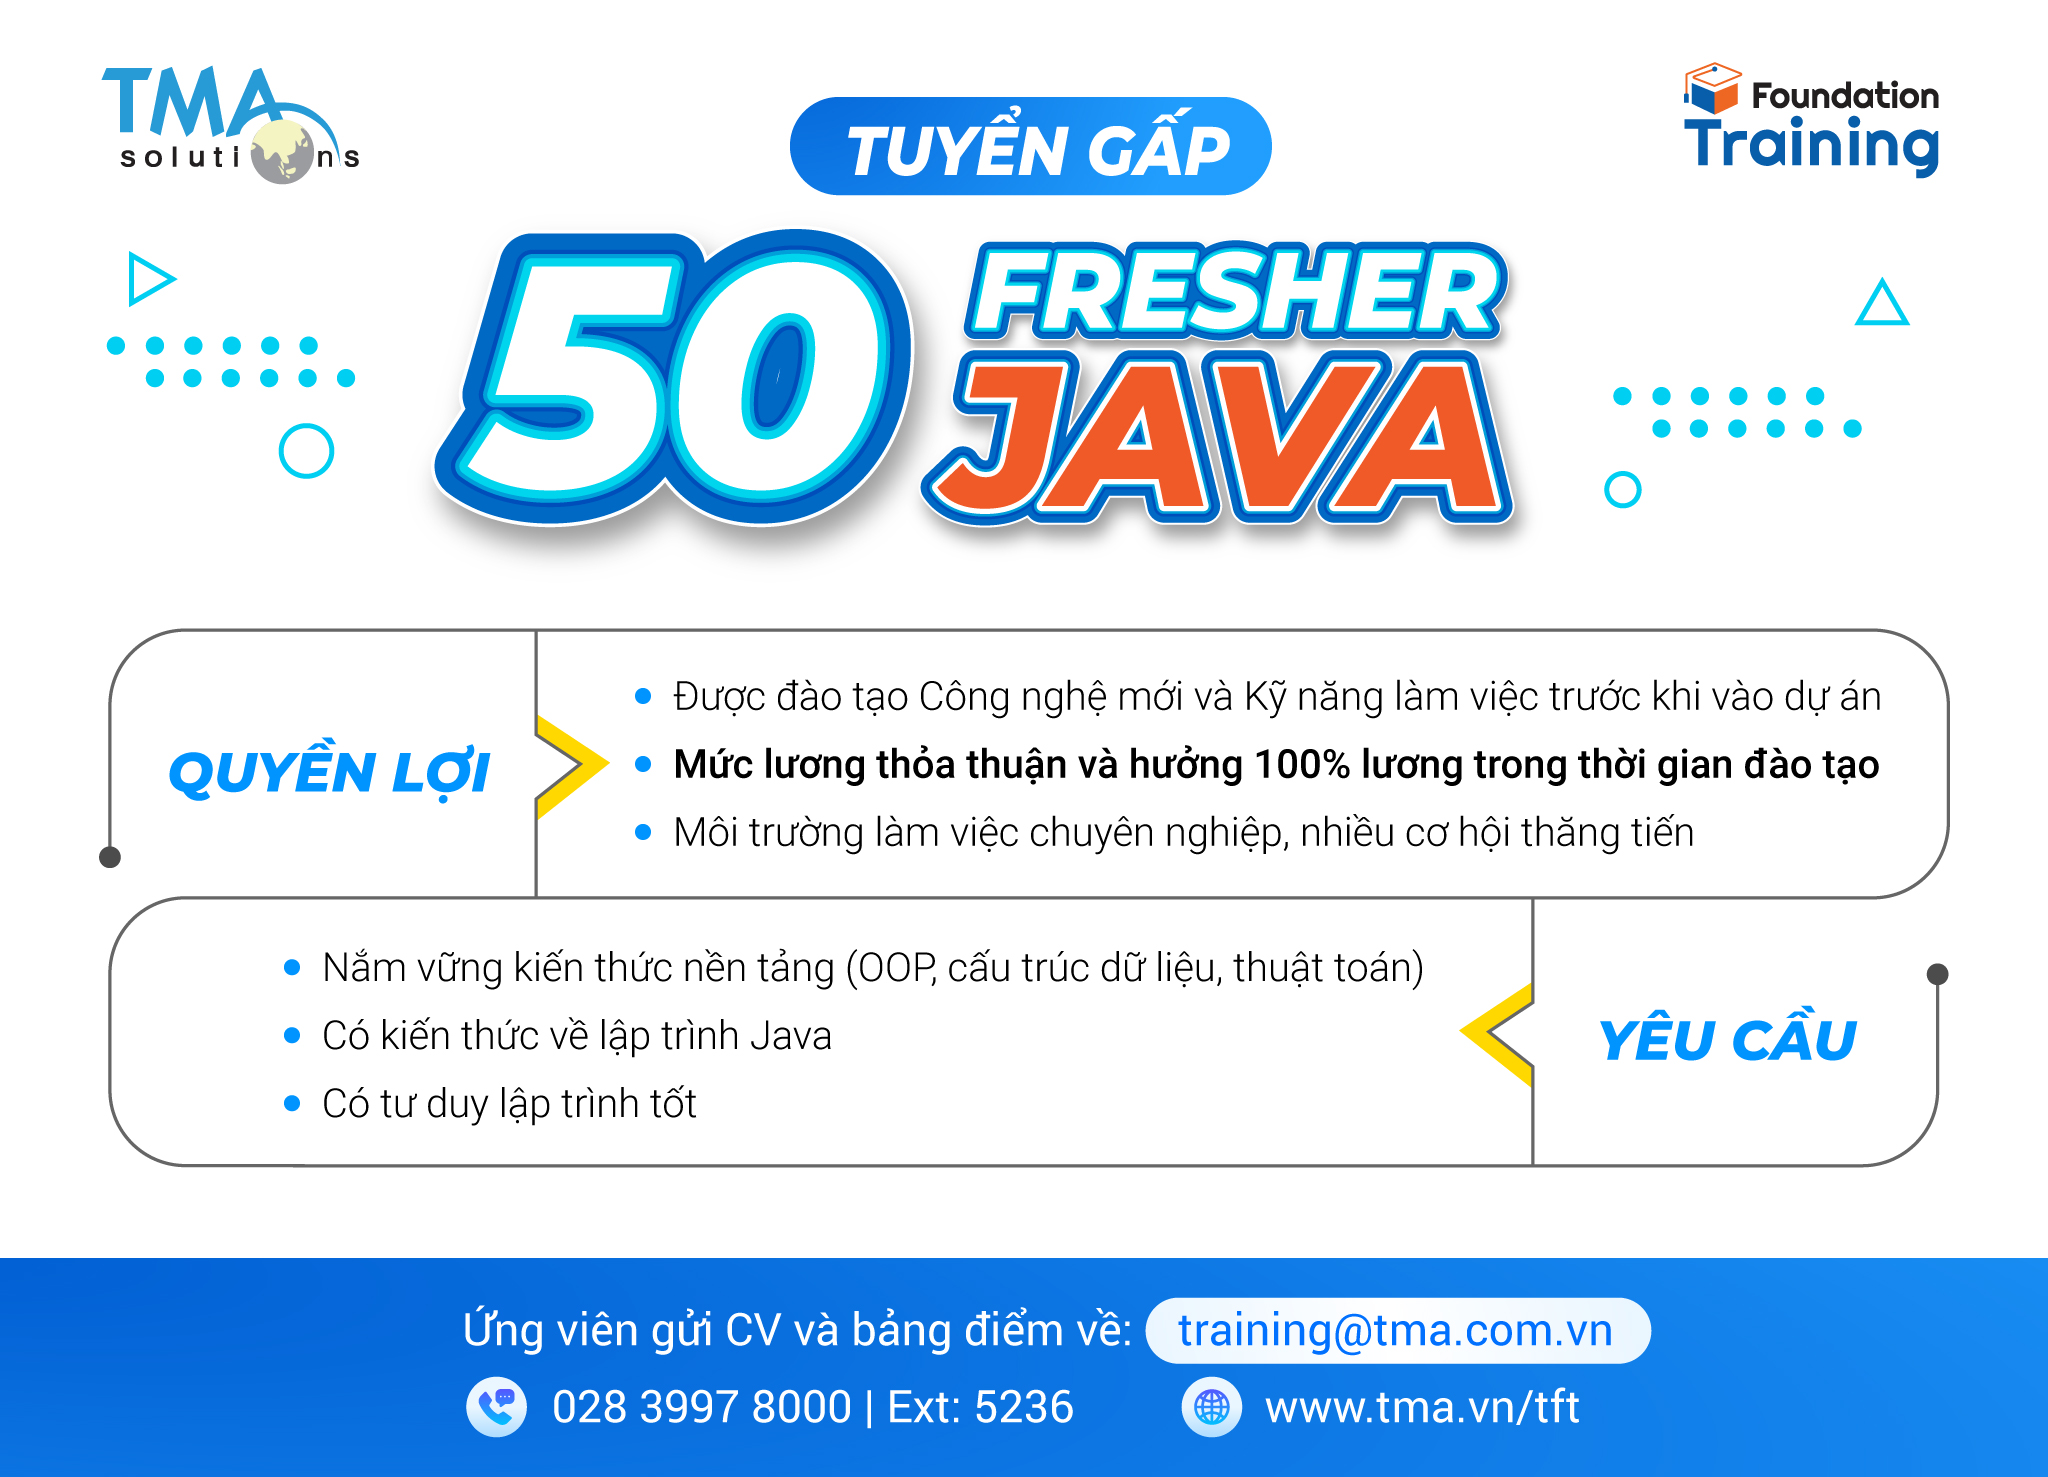 TMA
solutions
Foundation
Training
TUYỂN GẤP
50
FRESHER
JAVA
QUYỀN LỢI
Được đào tạo Công nghệ mới và Kỹ năng làm việc trước khi vào dự án
Mức lương thỏa thuận và hưởng 100% lương trong thời gian đào tạo
Môi trường làm việc chuyên nghiệp, nhiều cơ hội thăng tiến
Nắm vững kiến thức nền tảng (OOP, cấu trúc dữ liệu, thuật toán)
Có kiến thức về lập trình Java
Có tư duy lập trình tốt
YÊU CẦU
Ứng viên gửi CV và bảng điểm về: training@tma.com.vn
028 3997 8000 | Ext: 5236 www.tma.vn/tft